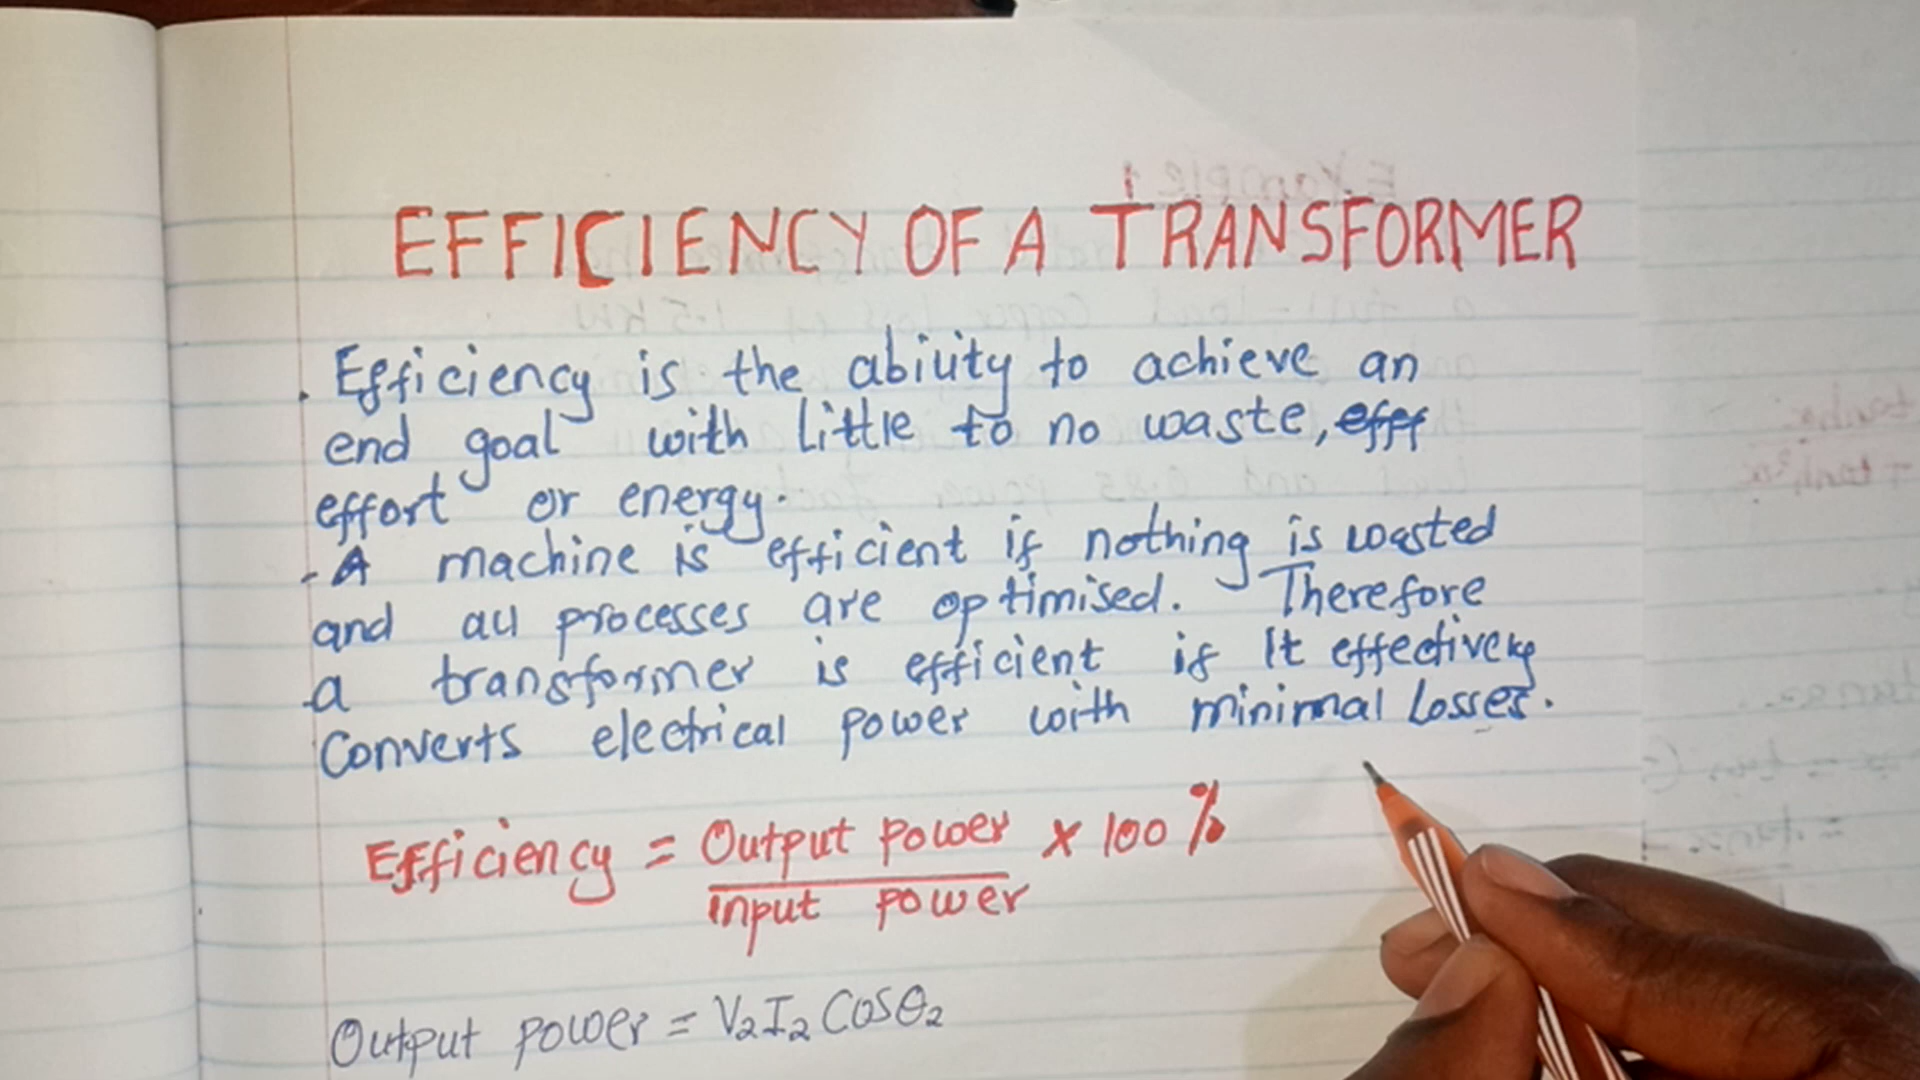 EFFICIENCY OF A TRANSFORMER
. Efficiency is the ability to achieve an
end goal with little to no waste, efff
effort or energy.
- A machine is efficient if nothing is wasted
and all processes are optimised. Therefore
a transformer is efficient if It effectively
Converts electrical power with minimal Losses.
Efficiency = Output power × 100 %
input power
Output power = V₂I₂ Cosθ₂